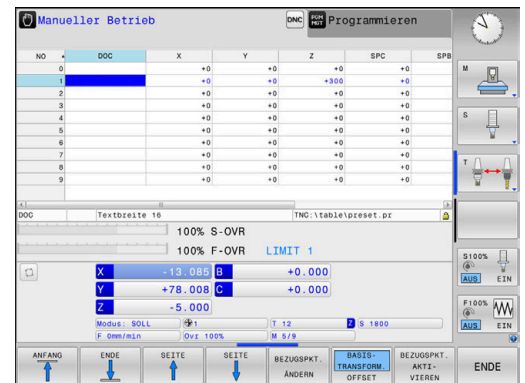 Manueller Betrieb
DNC
PGM MGT
Programmieren
NO DOC X Y Z SPC SPB
0 +0 +0 +0 +0
1 +0 +0 +300 +0
2 +0 +0 +0 +0
3 +0 +0 +0 +0
4 +0 +0 +0 +0
5 +0 +0 +0 +0
6 +0 +0 +0 +0
7 +0 +0 +0 +0
8 +0 +0 +0 +0
9 +0 +0 +0 +0
DOC Textbreite 16 TNC:\table\preset.pr
100% S-OVR
100% F-OVR LIMIT 1
X -13.085 B +0.000
Y +78.008 C +0.000
Z -5.000
Modus: SOLL 1 T 12 Z S 1800
F 0mm/min Ovr 100% M 5/9
M
S
T
S100%
AUS EIN
F100%
AUS EIN
ANFANG
ENDE
SEITE
SEITE
BEZUGSPKT. ÄNDERN
BASIS-
TRANSFORM.
OFFSET
BEZUGSPKT.
AKTI-
VIEREN
ENDE